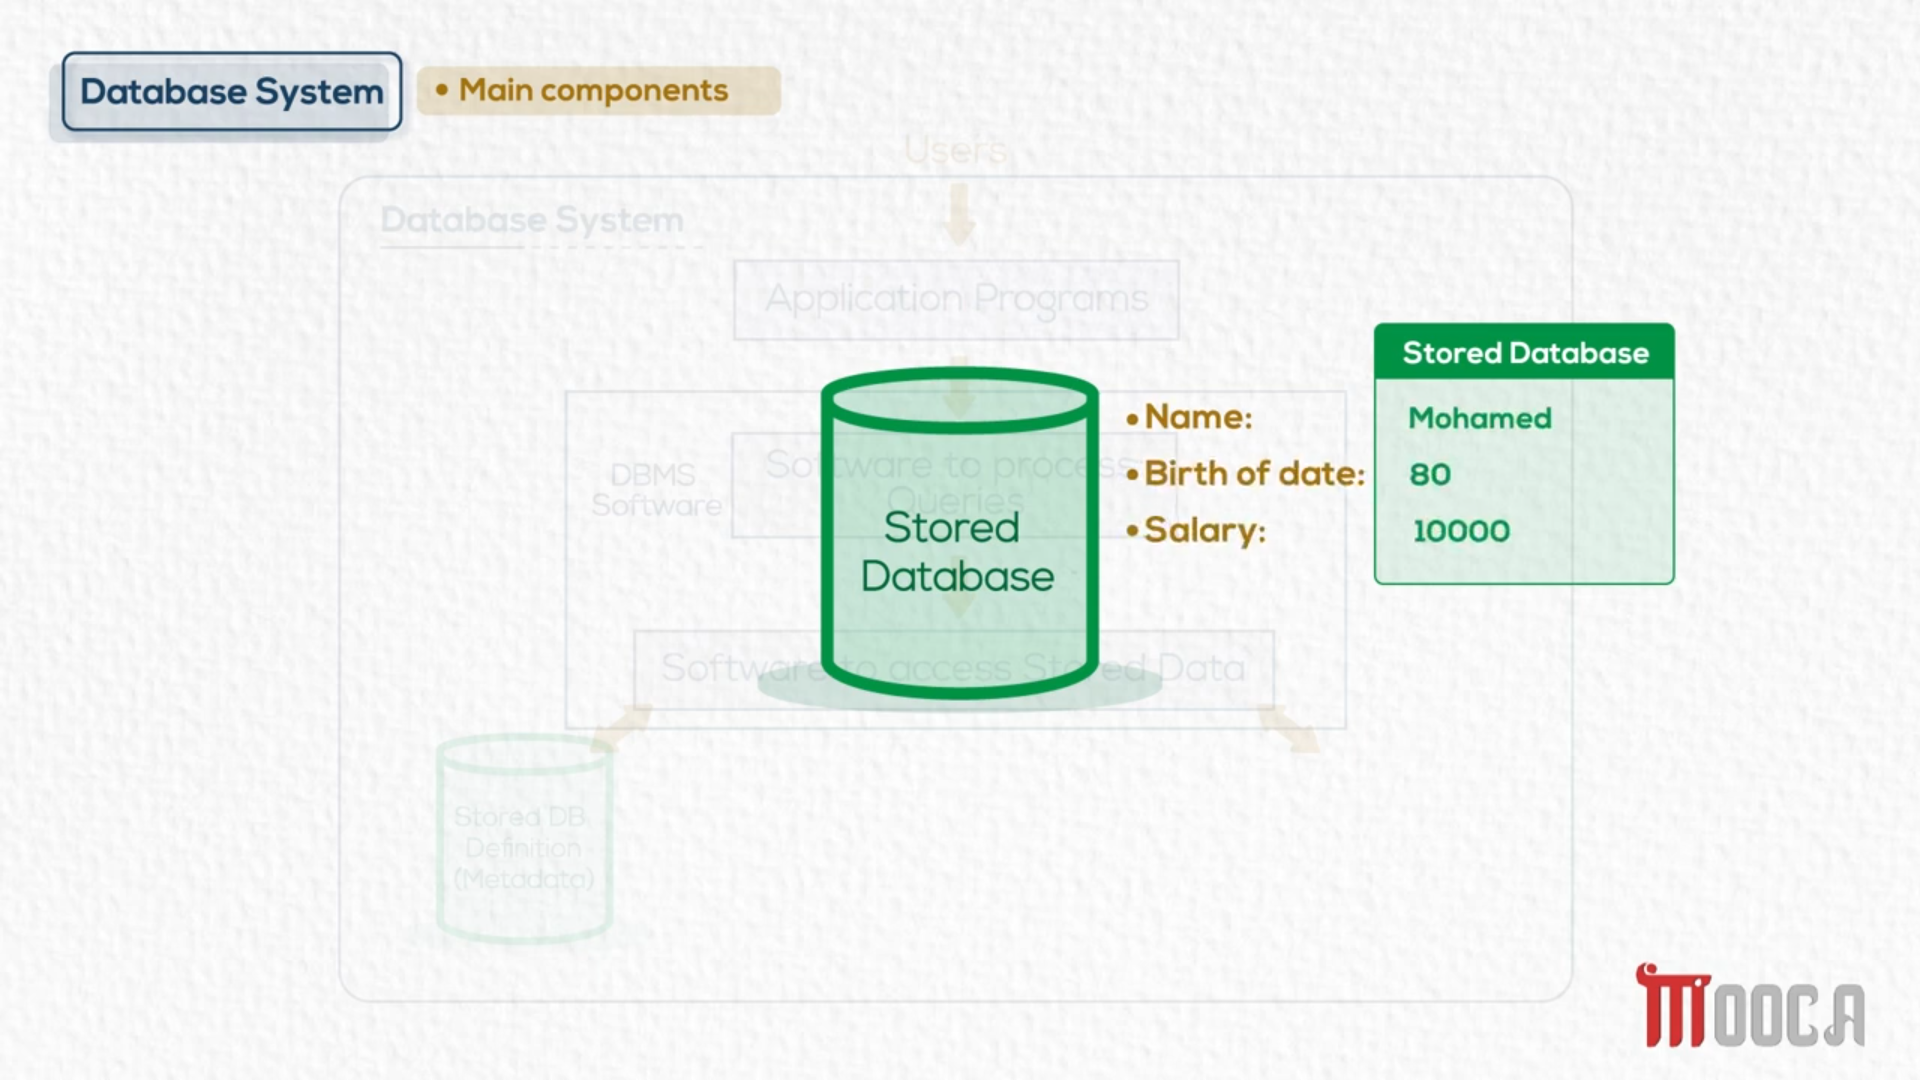 Database System
• Main components
Users
Database System
Application Programs
DBMS
Software
Software to process
Queries
Stored
Database
• Name:
• Birth of date:
• Salary:
Stored Database
Mohamed
80
10000
Software to access Stored Data
Stored DB
Definition
(Metadata)
MOOCA